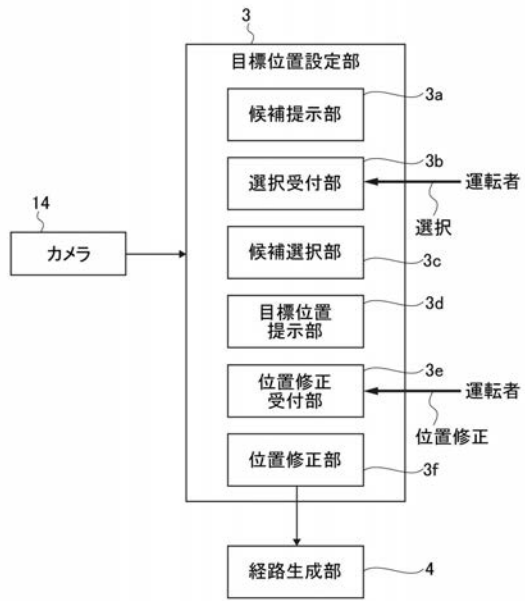 3
目標位置設定部
3a
候補提示部
3b
選択受付部
運転者
選択
14
カメラ
候補選択部
3c
3d
目標位置
提示部
3e
位置修正
受付部
運転者
位置修正
位置修正部
3f
経路生成部
4